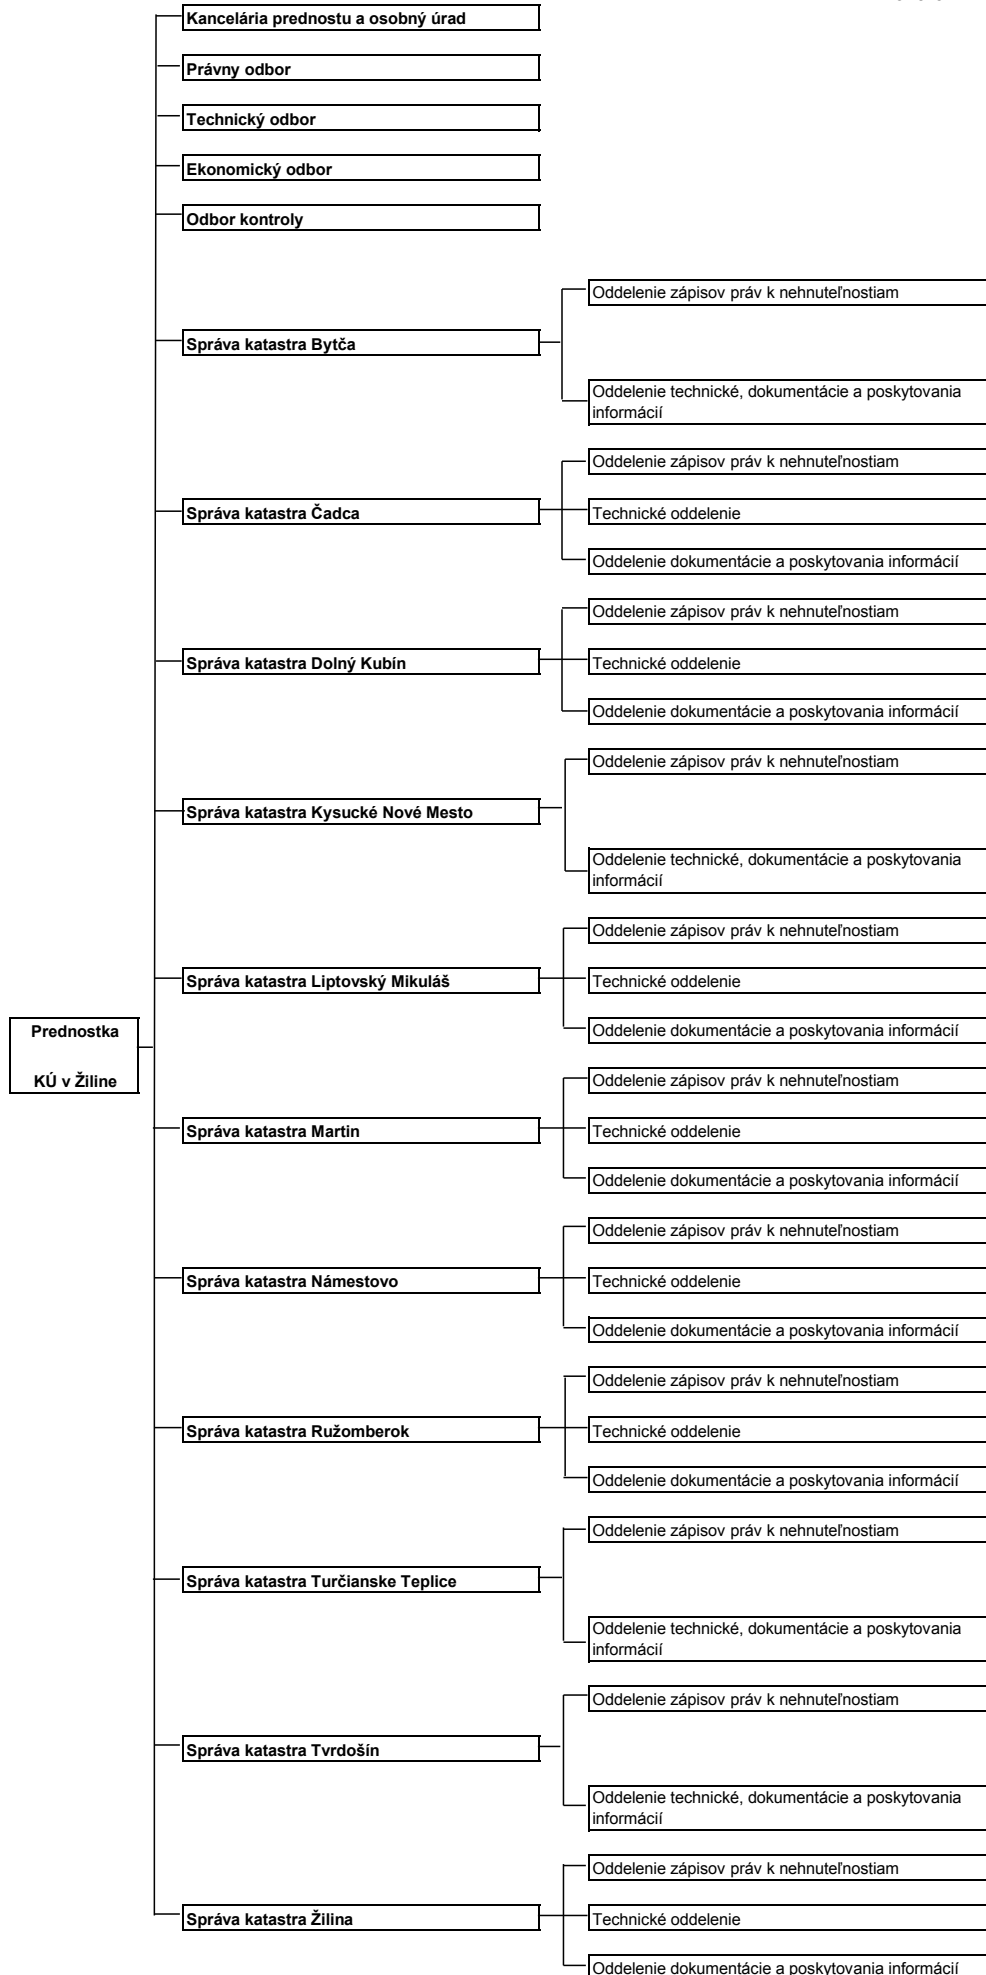 Kancelária prednostu a osobný úrad
Právny odbor
Technický odbor
Ekonomický odbor
Odbor kontroly
Oddelenie zápisov práv k nehnuteľnostiam
Správa katastra Bytča
Oddelenie technické, dokumentácie a poskytovania
informácií
Oddelenie zápisov práv k nehnuteľnostiam
Správa katastra Čadca
Technické oddelenie
Oddelenie dokumentácie a poskytovania informácií
Oddelenie zápisov práv k nehnuteľnostiam
Správa katastra Dolný Kubín
Technické oddelenie
Oddelenie dokumentácie a poskytovania informácií
Oddelenie zápisov práv k nehnuteľnostiam
Správa katastra Kysucké Nové Mesto
Oddelenie technické, dokumentácie a poskytovania
informácií
Oddelenie zápisov práv k nehnuteľnostiam
Správa katastra Liptovský Mikuláš
Technické oddelenie
Oddelenie dokumentácie a poskytovania informácií
Prednostka
KÚ v Žiline
Oddelenie zápisov práv k nehnuteľnostiam
Správa katastra Martin
Technické oddelenie
Oddelenie dokumentácie a poskytovania informácií
Oddelenie zápisov práv k nehnuteľnostiam
Správa katastra Námestovo
Technické oddelenie
Oddelenie dokumentácie a poskytovania informácií
Oddelenie zápisov práv k nehnuteľnostiam
Správa katastra Ružomberok
Technické oddelenie
Oddelenie dokumentácie a poskytovania informácií
Oddelenie zápisov práv k nehnuteľnostiam
Správa katastra Turčianske Teplice
Oddelenie technické, dokumentácie a poskytovania
informácií
Oddelenie zápisov práv k nehnuteľnostiam
Správa katastra Tvrdošín
Oddelenie technické, dokumentácie a poskytovania
informácií
Oddelenie zápisov práv k nehnuteľnostiam
Správa katastra Žilina
Technické oddelenie
Oddelenie dokumentácie a poskytovania informácií